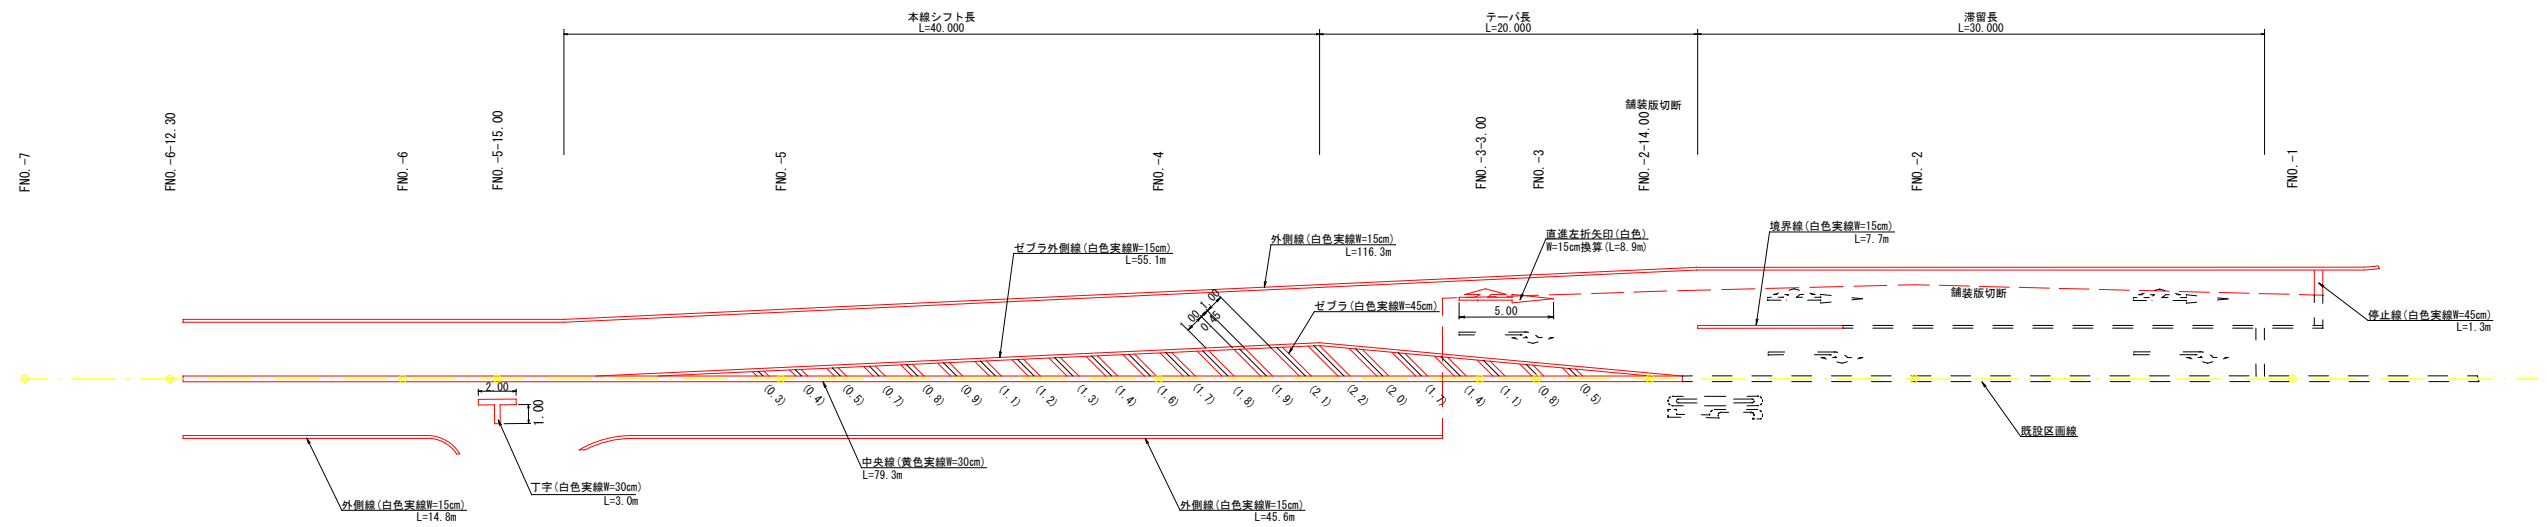 本線シフト長
L=40.000
テーパ長
L=20.000
滞留長
L=30.000
舗装版切断
FNO.-7
FNO.-6-12.30
FNO.-6
FNO.-5-15.00
FNO.-5
FNO.-4
FNO.-3-3.00
FNO.-3
FNO.-2-14.00
FNO.-2
FNO.-1
ゼブラ外側線(白色実線W=15cm)
L=55.1m
外側線(白色実線W=15cm)
L=116.3m
直進左折矢印(白色)
W=15cm換算(L=8.9m)
境界線(白色実線W=15cm)
L=7.7m
1.00
0.45
1.00
ゼブラ(白色実線W=45cm)
5.00
舗装版切断
停止線(白色実線W=45cm)
L=1.3m
2.00
1.00
(0.3)
(0.4)
(0.5)
(0.7)
(0.8)
(0.9)
(1.1)
(1.2)
(1.3)
(1.4)
(1.6)
(1.7)
(1.8)
(1.9)
(2.1)
(2.2)
(2.0)
(1.7)
(1.4)
(1.1)
(0.8)
(0.5)
既設区画線
中央線(黄色実線W=30cm)
L=79.3m
丁字(白色実線W=30cm)
L=3.0m
外側線(白色実線W=15cm)
L=14.8m
外側線(白色実線W=15cm)
L=45.6m